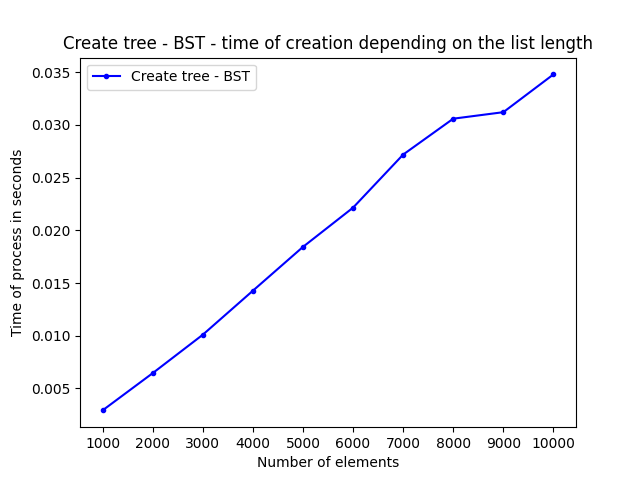 Create tree - BST - time of creation depending on the list length
Create tree - BST
0.035
0.030
0.025
0.020
0.015
0.010
0.005
Time of process in seconds
1000 2000 3000 4000 5000 6000 7000 8000 9000 10000
Number of elements